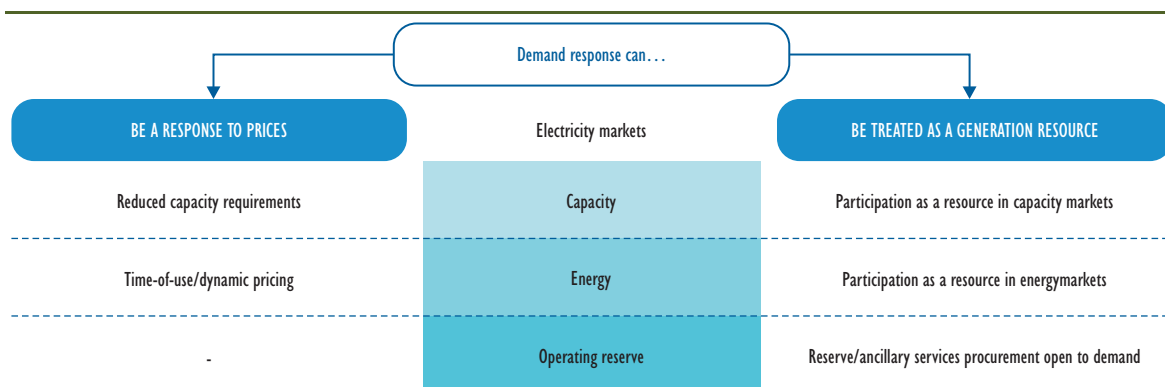 Demand response can…
BE A RESPONSE TO PRICES
Electricity markets
BE TREATED AS A GENERATION RESOURCE
Reduced capacity requirements
Capacity
Participation as a resource in capacity markets
Time-of-use/dynamic pricing
Energy
Participation as a resource in energymarkets
-
Operating reserve
Reserve/ancillary services procurement open to demand